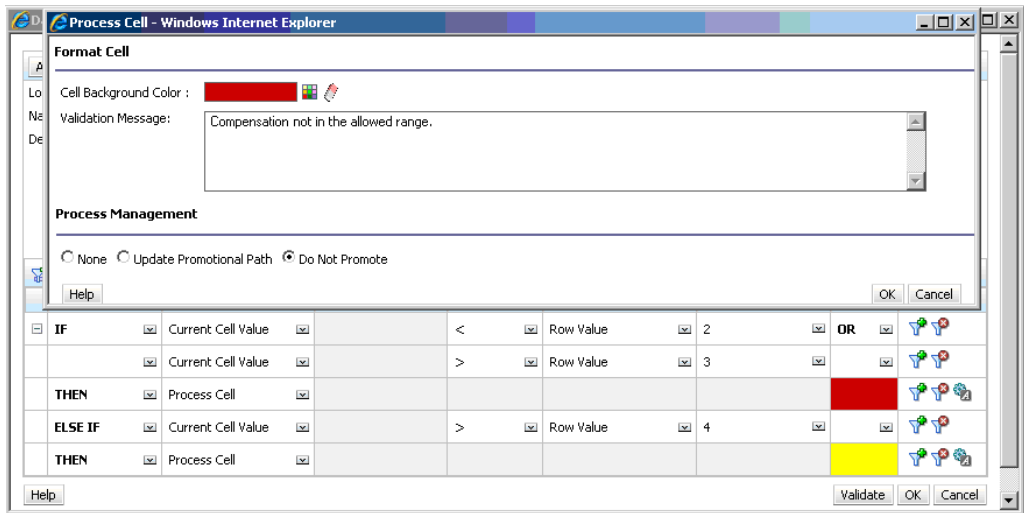 Process Cell - Windows Internet Explorer
Format Cell
Cell Background Color :
Validation Message:
Compensation not in the allowed range.
Process Management
None Update Promotional Path Do Not Promote
Help OK Cancel
D
A
Lo
Na
De
IF Current Cell Value < Row Value 2 OR
Current Cell Value > Row Value 3
THEN Process Cell
ELSE IF Current Cell Value > Row Value 4
THEN Process Cell
Help Validate OK Cancel